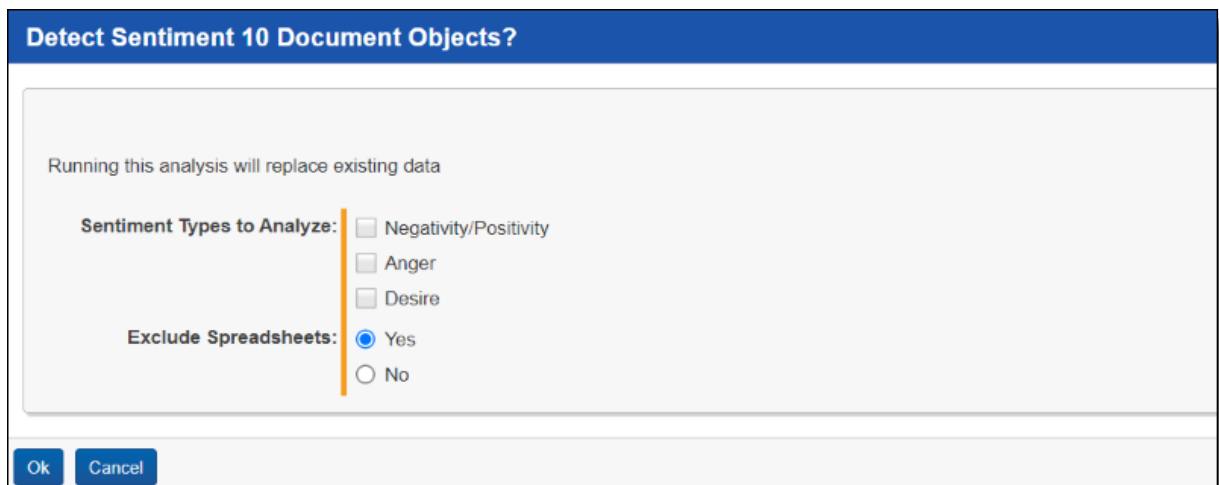 Detect Sentiment 10 Document Objects?
Running this analysis will replace existing data
Sentiment Types to Analyze: Negativity/Positivity
Anger
Desire
Exclude Spreadsheets: Yes
No
Ok Cancel